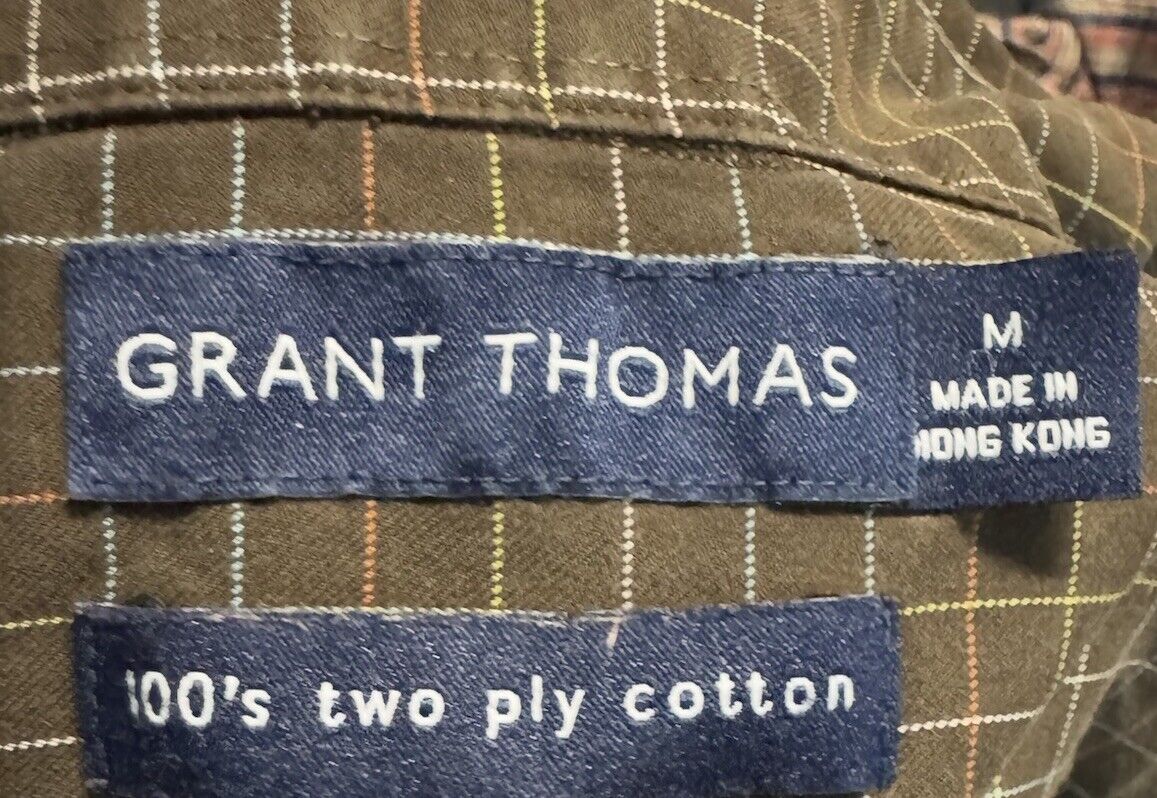 GRANT THOMAS
M
MADE IN
HONG KONG
100's two ply cotton